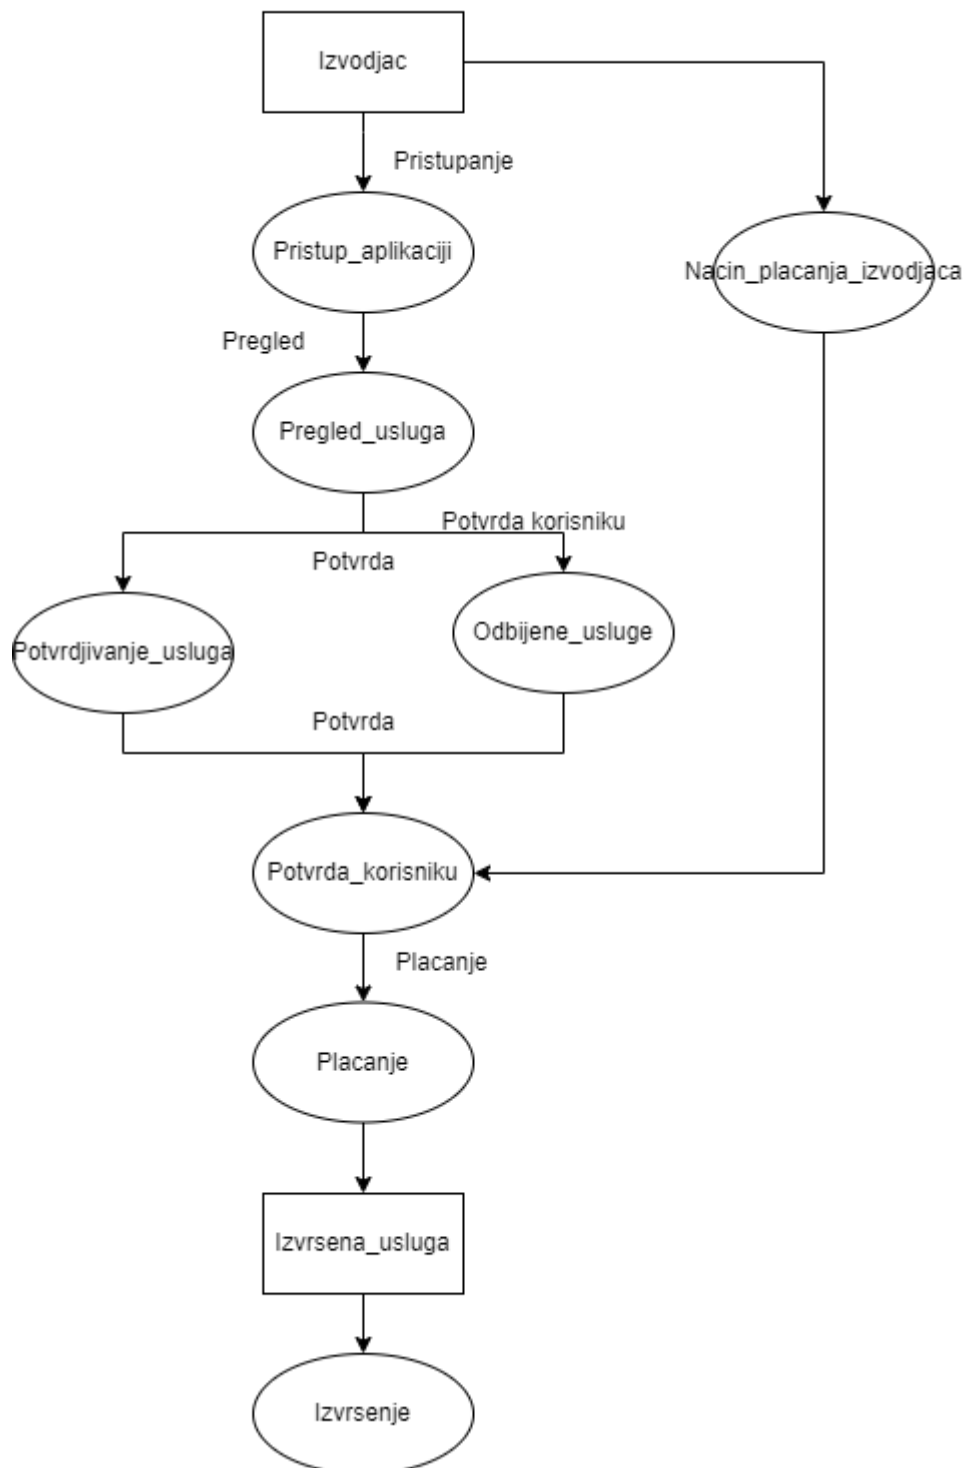 Izvodjac
Pristupanje
Pristup_aplikaciji
Nacin_placanja_izvodjaca
Pregled
Pregled_usluga
Potvrda korisniku
Potvrda
Odbijene_usluge
Potvrdjivanje_usluga
Potvrda
Potvrda_korisniku
Placanje
Placanje
Izvrsena_usluga
Izvrsenje